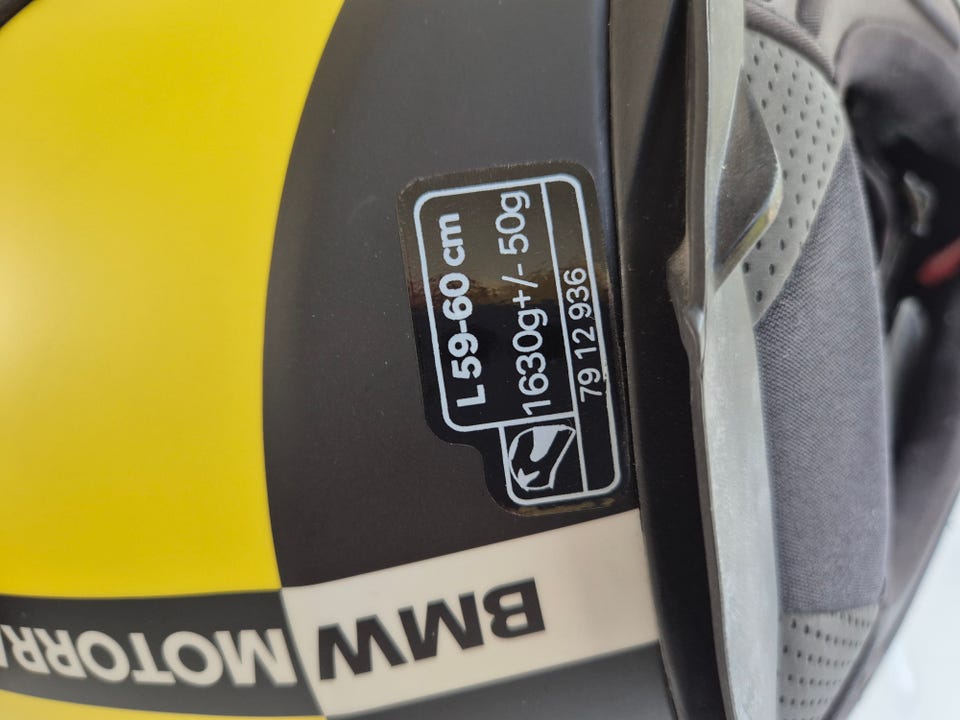 L 59-60 cm
1630g+/- 50g
79 12 936
BMW
MOTORR